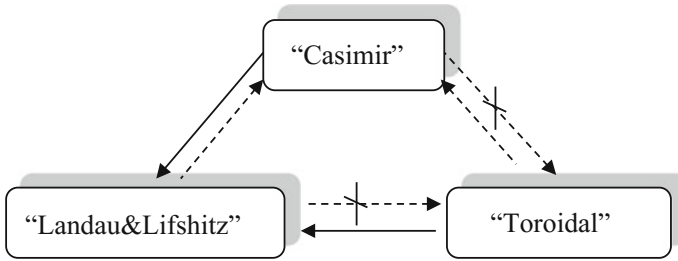 “Casimir”
“Landau&Lifshitz”
“Toroidal”